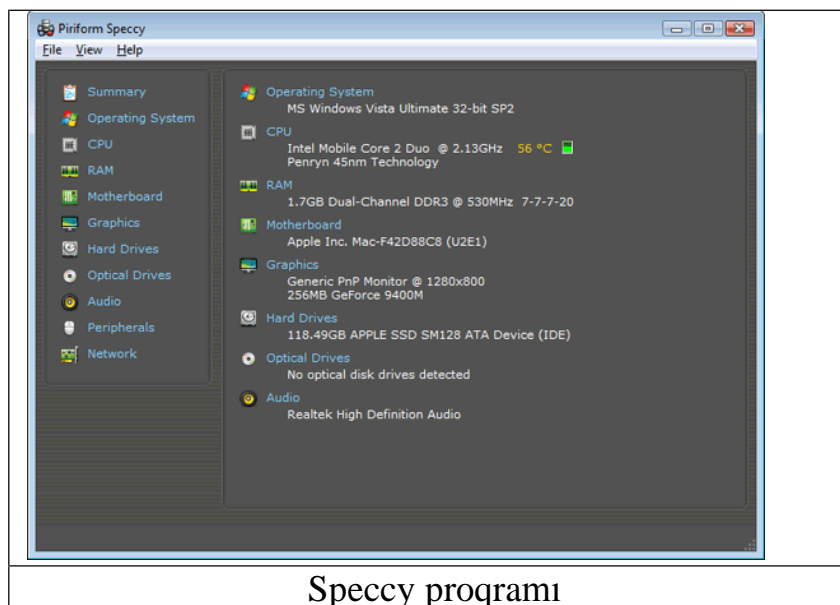 Piriform Speccy
File View Help
Summary
Operating System
CPU
RAM
Motherboard
Graphics
Hard Drives
Optical Drives
Audio
Peripherals
Network
Operating System
MS Windows Vista Ultimate 32-bit SP2
CPU
Intel Mobile Core 2 Duo @ 2.13GHz 56 °C
Penryn 45nm Technology
RAM
1.7GB Dual-Channel DDR3 @ 530MHz 7-7-7-20
Motherboard
Apple Inc. Mac-F42D88C8 (U2E1)
Graphics
Generic PnP Monitor @ 1280x800
256MB GeForce 9400M
Hard Drives
118.49GB APPLE SSD SM128 ATA Device (IDE)
Optical Drives
No optical disk drives detected
Audio
Realtek High Definition Audio
Speccy proqramı